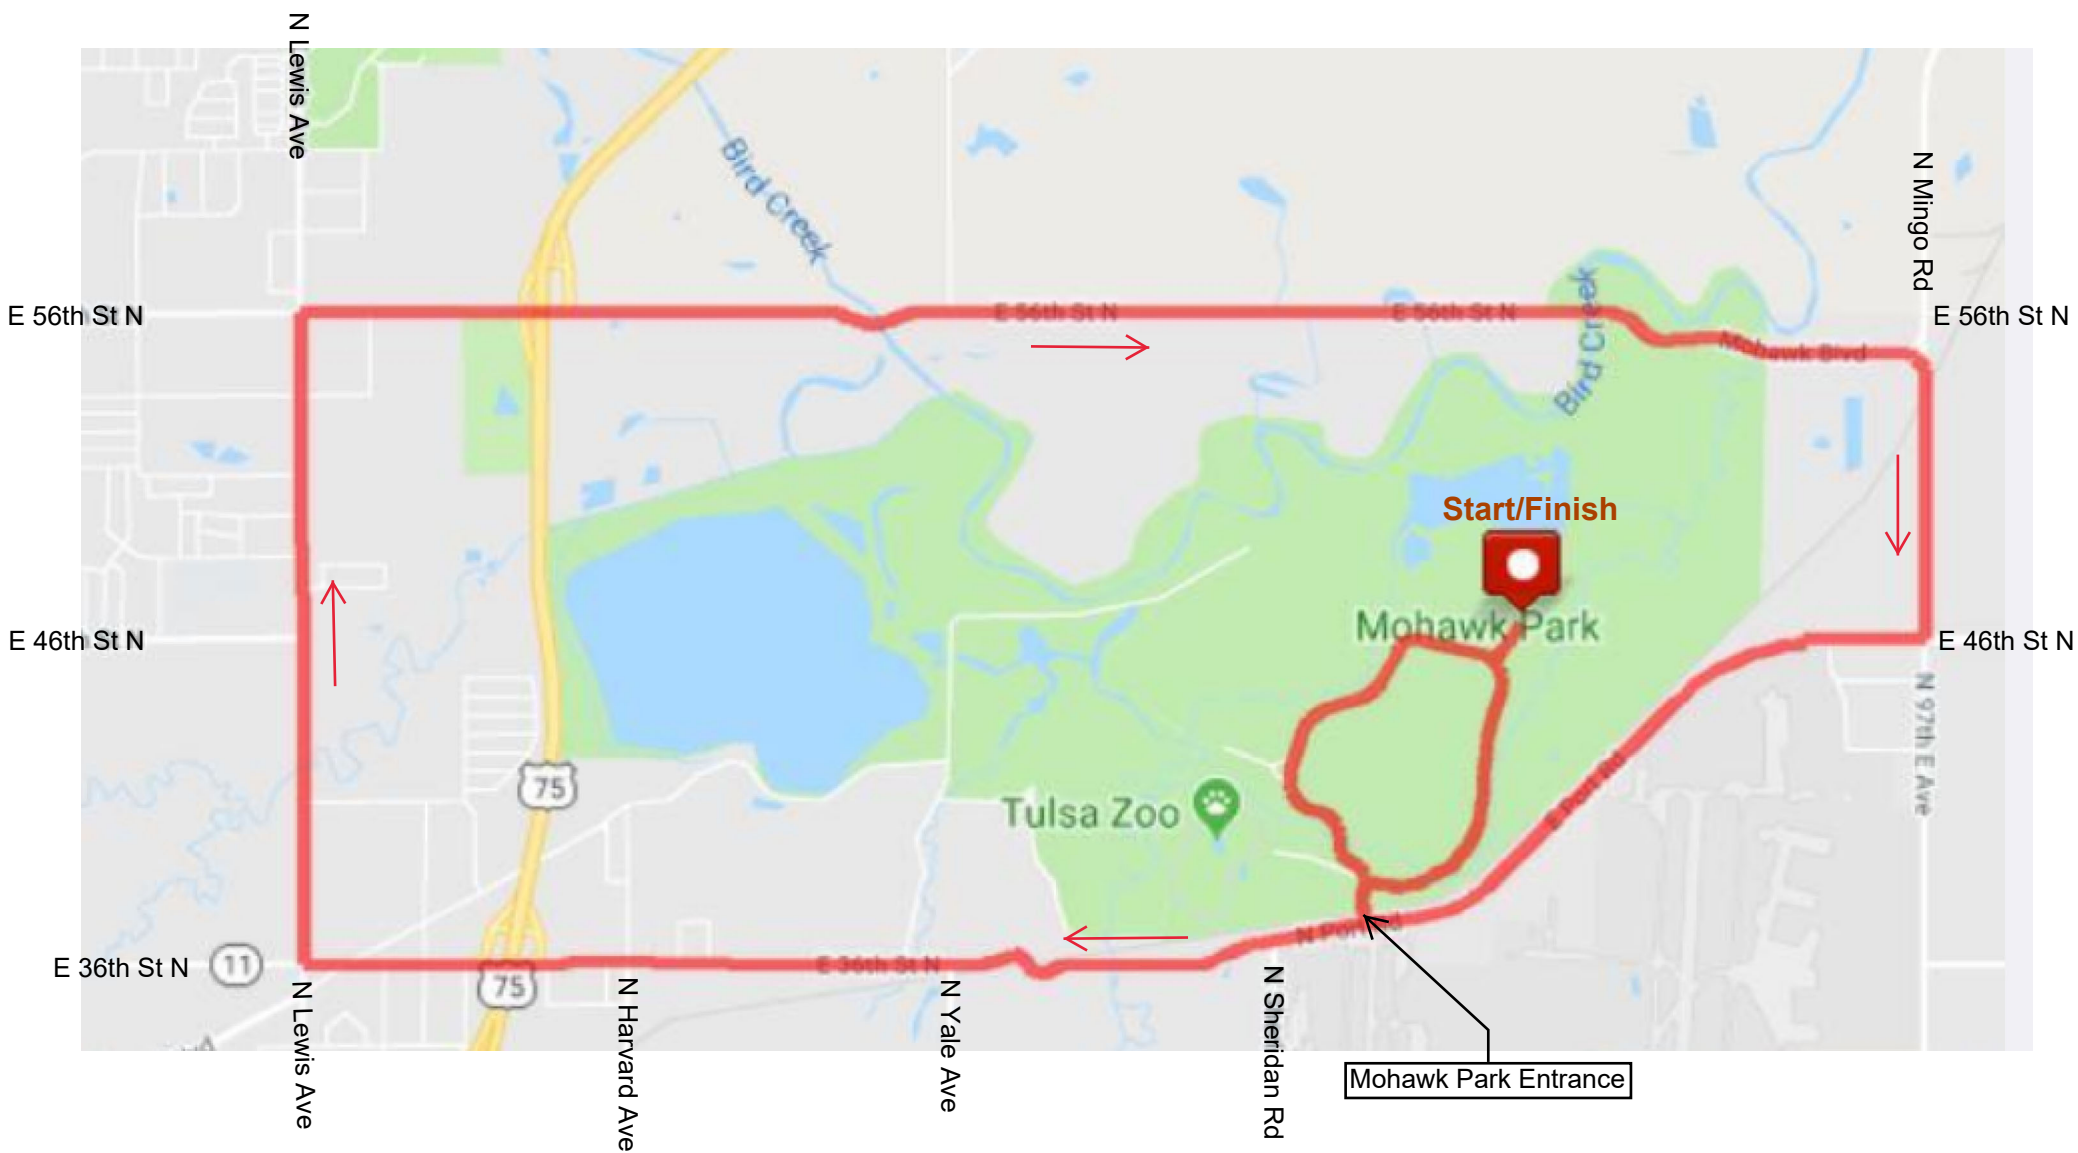 N Lewis Ave
Bird Creek
N Mingo Rd
E 56th St N
E 56th St N
E 56th St N
E 56th St N
Bird Creek
Mohawk Blvd
Start/Finish
E 46th St N
Mohawk Park
E 46th St N
N 97th E Ave
75
Tulsa Zoo
E Port Rd
N Port Rd
E 36th St N
11
E 36th St N
75
N Lewis Ave
N Harvard Ave
N Yale Ave
N Sheridan Rd
Mohawk Park Entrance